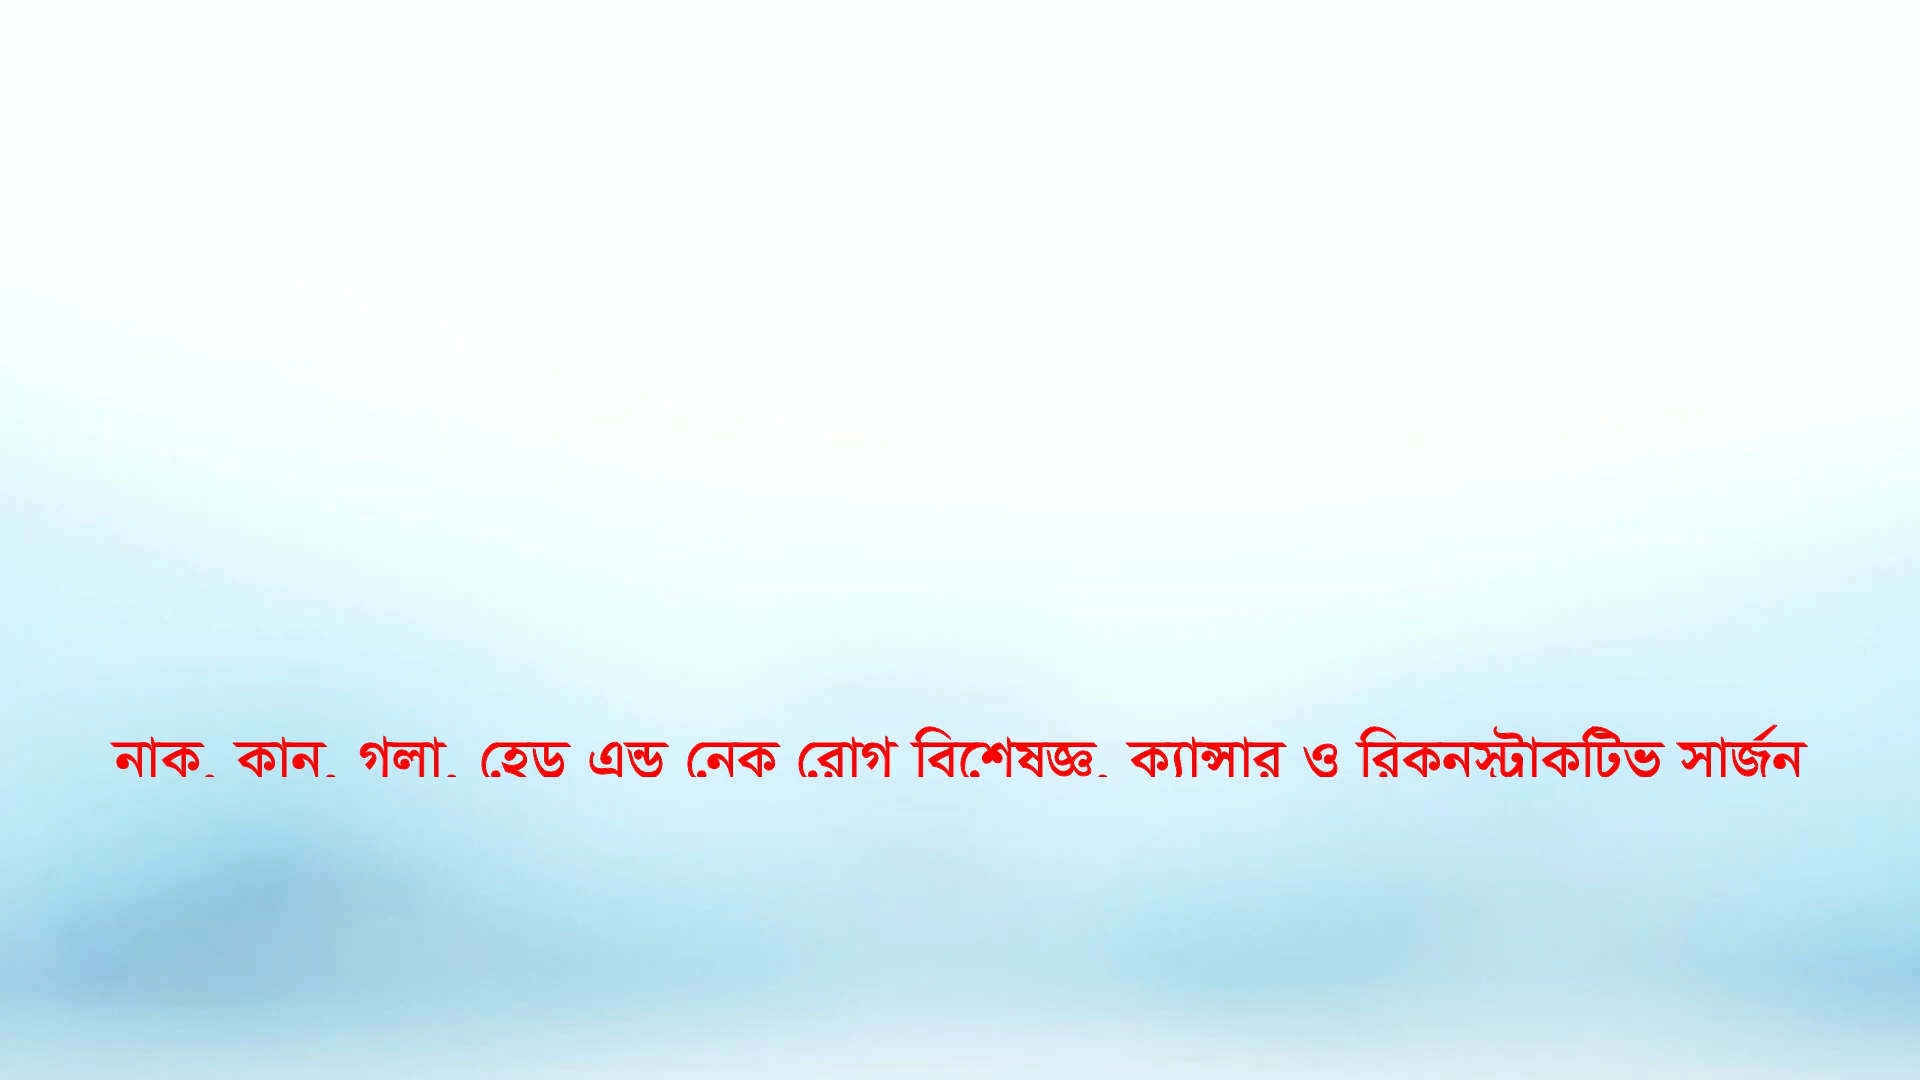 নাক, কান, গলা, হেড এন্ড নেক রোগ বিশেষজ্ঞ, ক্যান্সার ও রিকনস্ট্রাকটিভ সার্জন